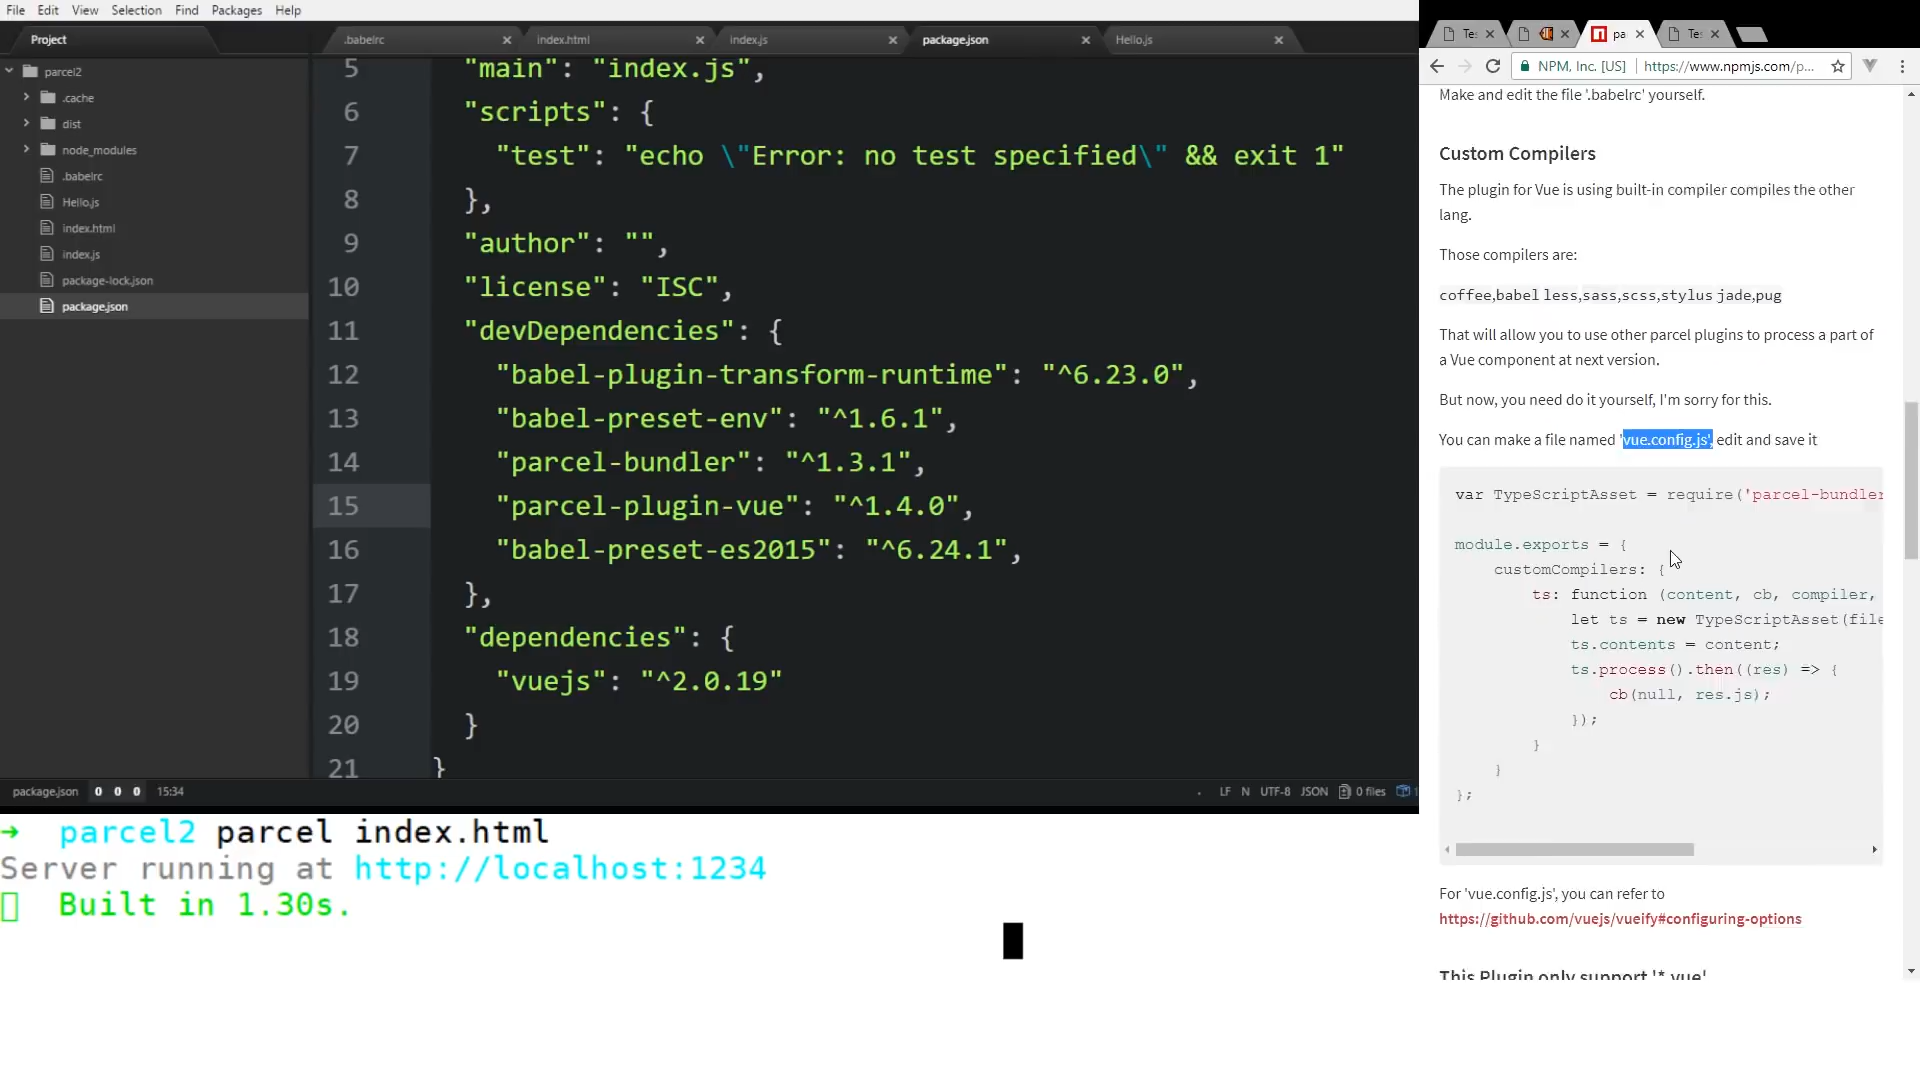 File Edit View Selection Find Packages Help
Project
.babelrc
index.html
index.js
package.json
Hello.js
parcel2
.cache
dist
node_modules
.babelrc
Hello.js
index.html
index.js
package-lock.json
package.json
5 "main": "index.js",
6 "scripts": {
7 "test": "echo \"Error: no test specified\" && exit 1"
8 },
9 "author": "",
10 "license": "ISC",
11 "devDependencies": {
12 "babel-plugin-transform-runtime": "^6.23.0",
13 "babel-preset-env": "^1.6.1",
14 "parcel-bundler": "^1.3.1",
15 "parcel-plugin-vue": "^1.4.0",
16 "babel-preset-es2015": "^6.24.1",
17 },
18 "dependencies": {
19 "vuejs": "^2.0.19"
20 }
21 }
package.json 0 0 0 15:34
LF N UTF-8 JSON 0 files 1
→ parcel2 parcel index.html
Server running at http://localhost:1234
Built in 1.30s.
Te
pa
Te
NPM, Inc. [US] https://www.npmjs.com/p...
Make and edit the file '.babelrc' yourself.
Custom Compilers
The plugin for Vue is using built-in compiler compiles the other
lang.
Those compilers are:
coffee,babel less,sass,scss,stylus jade,pug
That will allow you to use other parcel plugins to process a part of
a Vue component at next version.
But now, you need do it yourself, I'm sorry for this.
You can make a file named 'vue.config.js', edit and save it
var TypeScriptAsset = require('parcel-bundler
module.exports = {
customCompilers: {
ts: function (content, cb, compiler,
let ts = new TypeScriptAsset(file
ts.contents = content;
ts.process().then((res) => {
cb(null, res.js);
});
}
}
};
For 'vue.config.js', you can refer to
https://github.com/vuejs/vueify#configuring-options
This Plugin only support '*.vue'